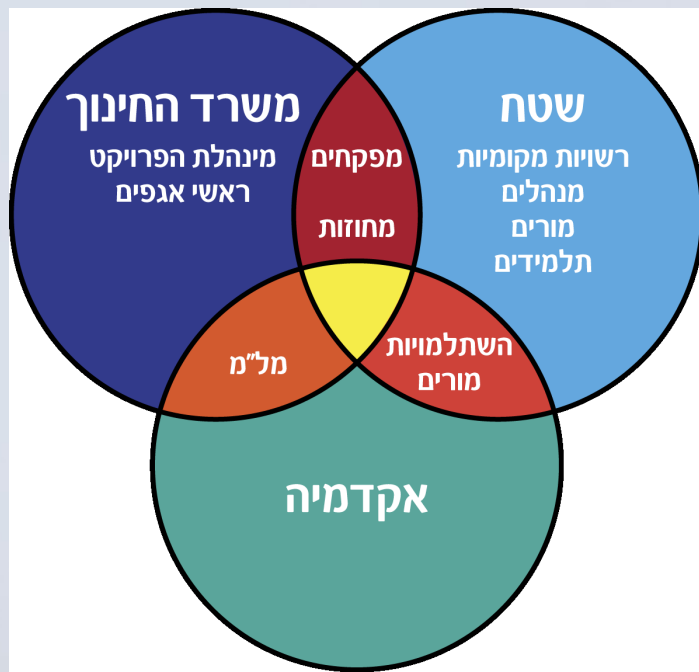 שטח
רשויות מקומיות
מנהלים
מורים
תלמידים
מפקחים
מחוזות
משרד החינוך
מינהלת הפרויקט
ראשי אגפים
השתלמויות
מורים
מל"מ
אקדמיה